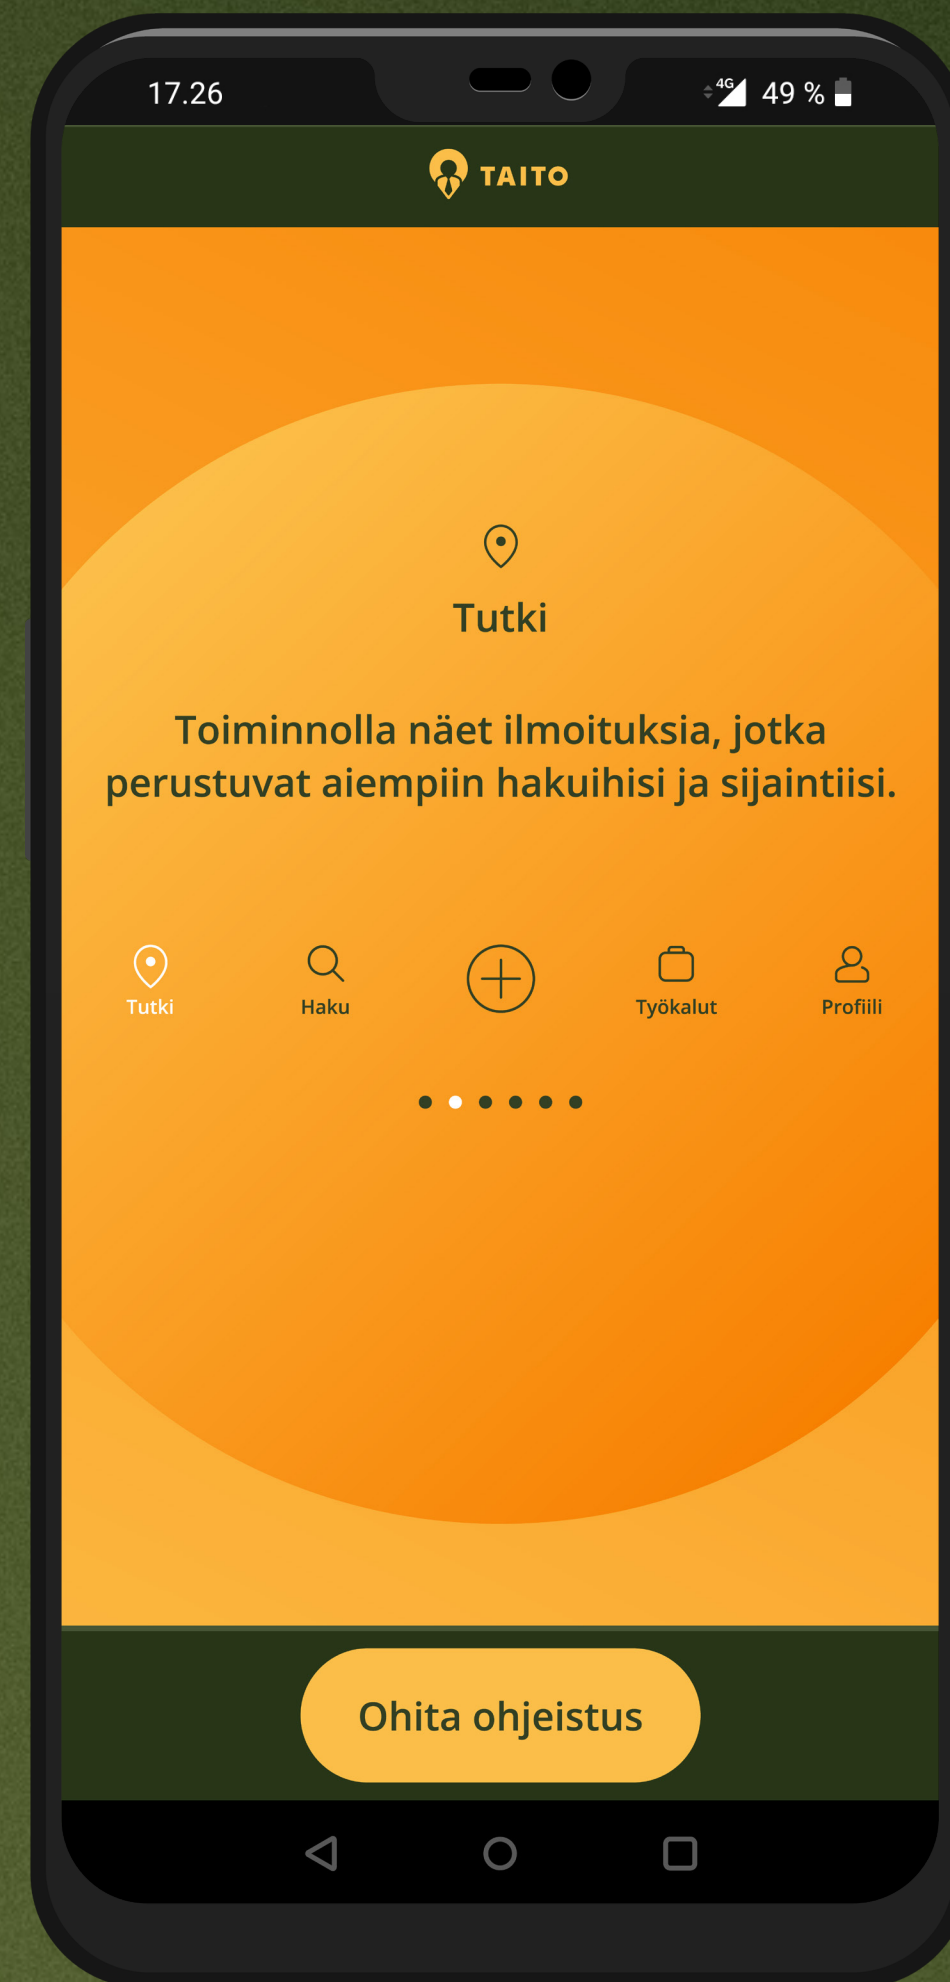 17.26
4G 49 %
TAITO
Tutki
Toiminnolla näet ilmoituksia, jotka
perustuvat aiempiin hakuihisi ja sijaintiisi.
Tutki Haku Työkalut Profiili
Ohita ohjeistus